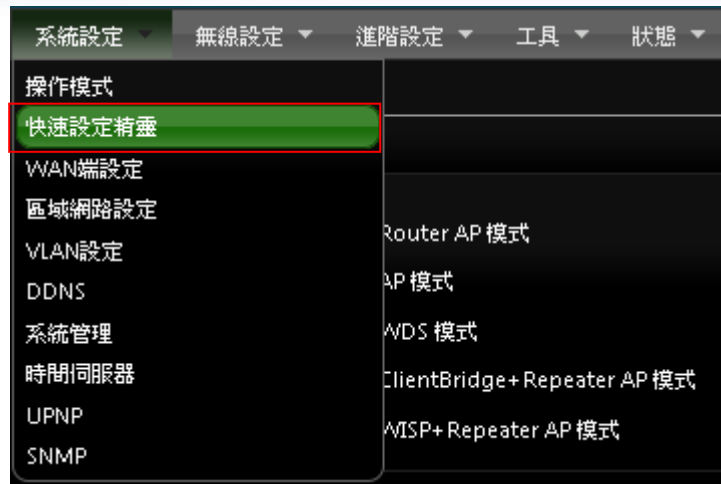 系統設定 無線設定 進階設定 工具 狀態
操作模式
快速設定精靈
WAN端設定
區域網路設定
VLAN設定
DDNS
系統管理
時間伺服器
UPNP
SNMP
Router AP 模式
AP 模式
WDS 模式
ClientBridge+Repeater AP 模式
WISP+Repeater AP 模式